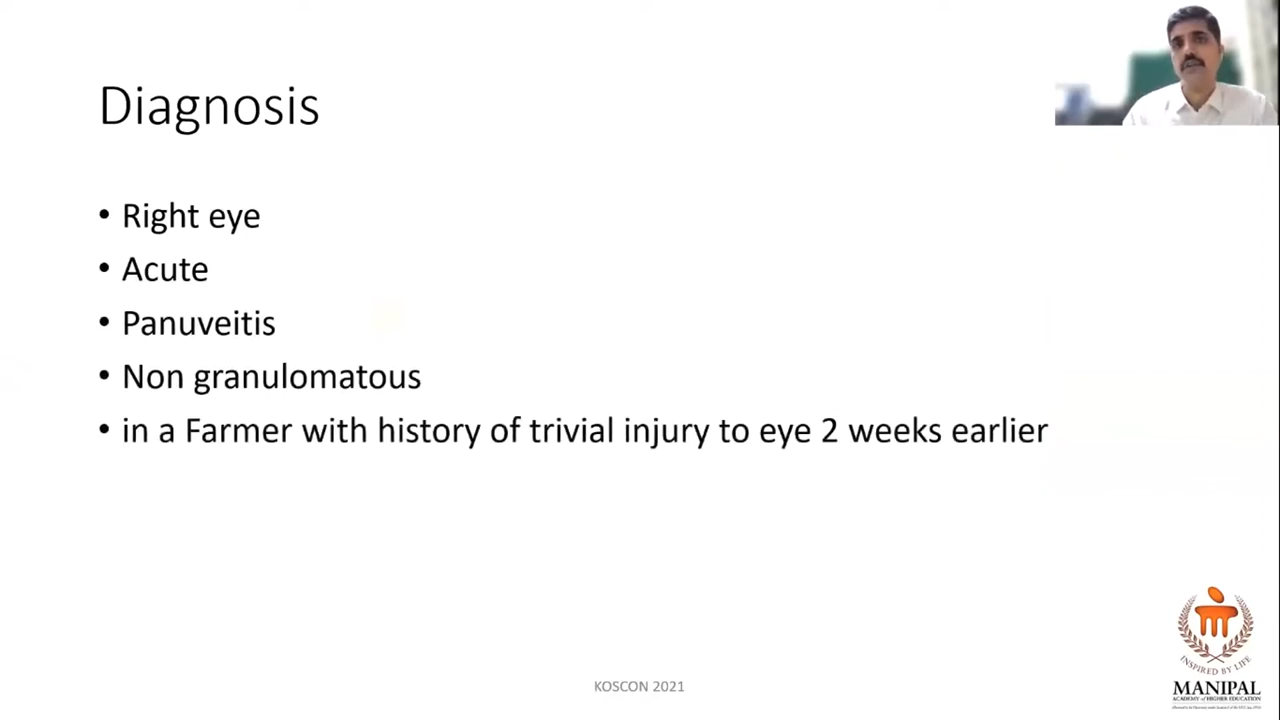 Diagnosis
• Right eye
• Acute
• Panuveitis
• Non granulomatous
• in a Farmer with history of trivial injury to eye 2 weeks earlier
KOSCON 2021
INSPIRED BY LIFE
MANIPAL
ACADEMY of HIGHER EDUCATION